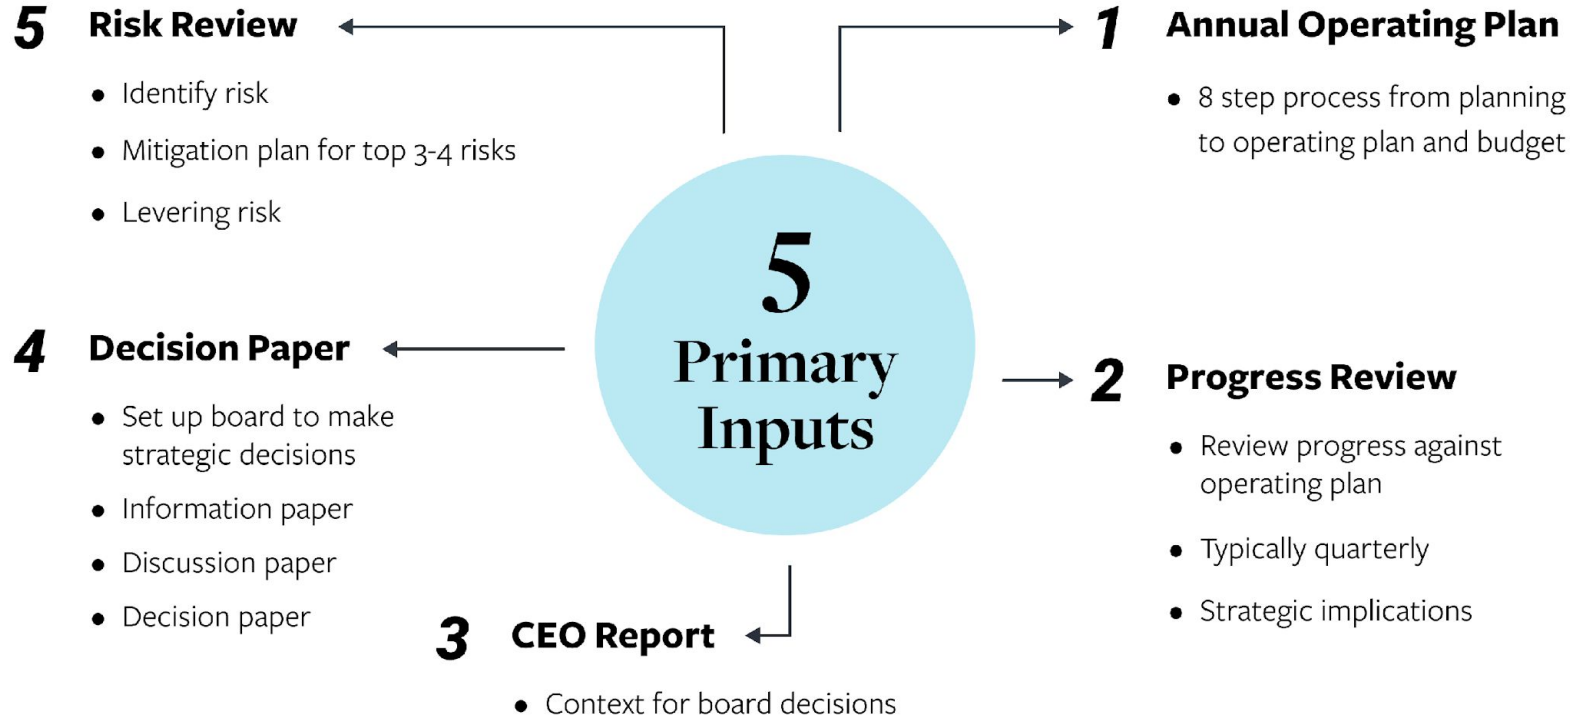 5 Primary Inputs
1 Annual Operating Plan
• 8 step process from planning
to operating plan and budget
2 Progress Review
• Review progress against
operating plan
• Typically quarterly
• Strategic implications
3 CEO Report
• Context for board decisions
4 Decision Paper
• Set up board to make
strategic decisions
• Information paper
• Discussion paper
• Decision paper
5 Risk Review
• Identify risk
• Mitigation plan for top 3-4 risks
• Levering risk